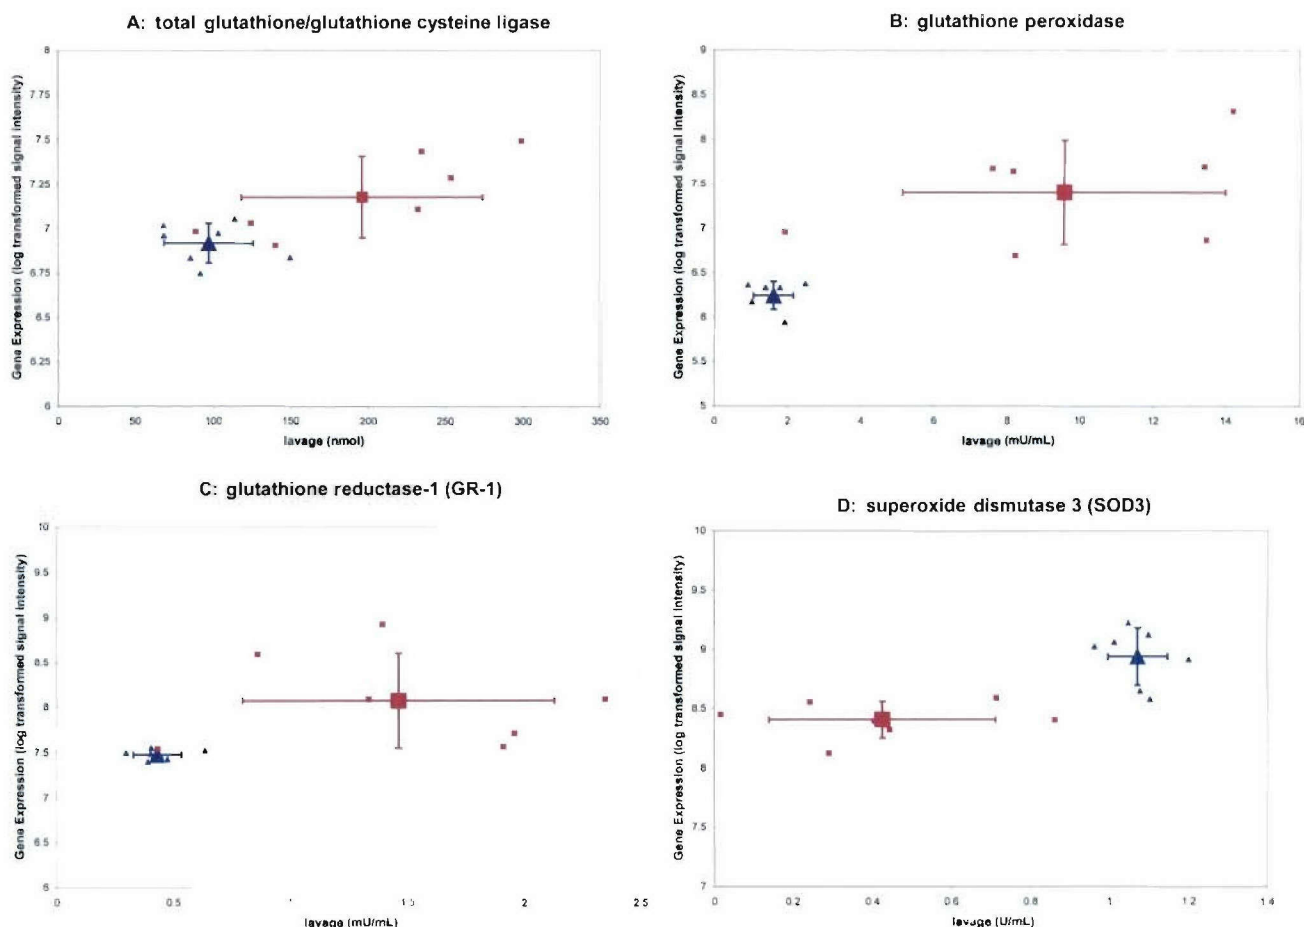 A: total glutathione/glutathione cysteine ligase
Gene Expression (log transformed signal intensity)
8
7.75
7.5
7.25
7
6.75
6.5
6.25
6
0 50 100 150 200 250 300 350
lavage (nmol)
B: glutathione peroxidase
Gene Expression (log transformed signal intensity)
9
8.5
8
7.5
7
6.5
6
5.5
5
0 2 4 6 8 10 12 14 16
lavage (mU/mL)
C: glutathione reductase-1 (GR-1)
Gene Expression (log transformed signal intensity)
10
9.5
9
8.5
8
7.5
7
6.5
6
0 0.5 1 2 2.5
lavage (mU/mL)
D: superoxide dismutase 3 (SOD3)
Gene Expression (log transformed signal intensity)
10
9.5
9
8.5
8
7.5
7
0 0.2 0.4 0.6 0.8 1 1.2 1.4
lavage (U/mL)